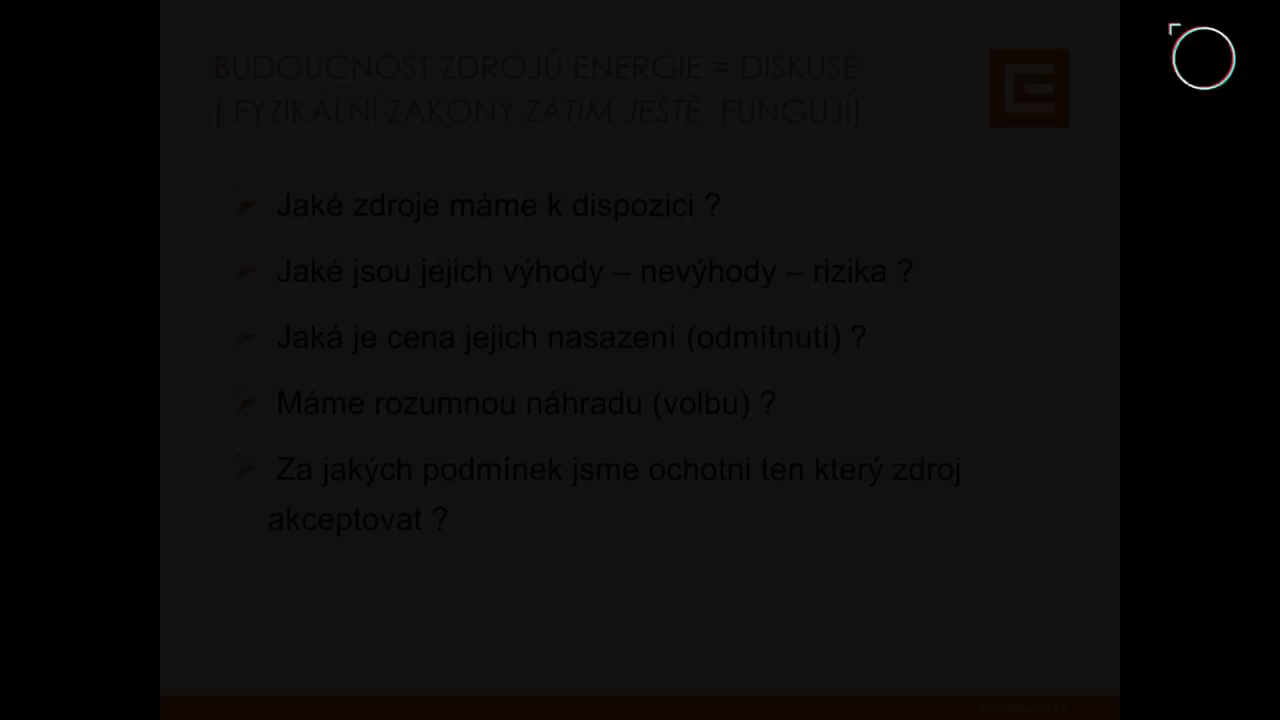 BUDOUCNOST ZDROJŮ ENERGIE = DISKUSE
( FYZIKÁLNÍ ZÁKONY ZATÍM JEŠTĚ FUNGUJÍ)
Jaké zdroje máme k dispozici ?
Jaké jsou jejich výhody – nevýhody – rizika ?
Jaká je cena jejich nasazení (odmítnutí) ?
Máme rozumnou náhradu (volbu) ?
Za jakých podmínek jsme ochotni ten který zdroj
akceptovat ?